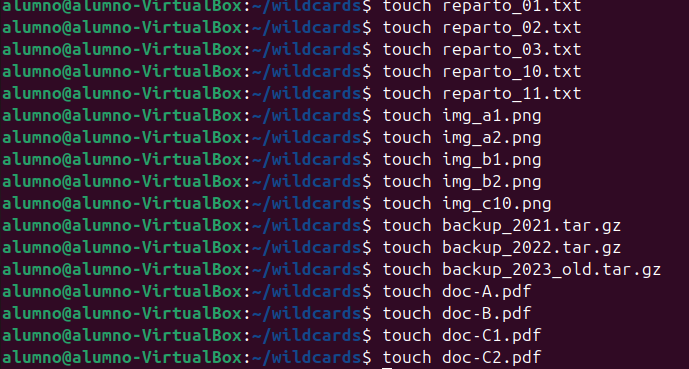 alumno@alumno-VirtualBox:~/wildcards$ touch reparto_01.txt
alumno@alumno-VirtualBox:~/wildcards$ touch reparto_02.txt
alumno@alumno-VirtualBox:~/wildcards$ touch reparto_03.txt
alumno@alumno-VirtualBox:~/wildcards$ touch reparto_10.txt
alumno@alumno-VirtualBox:~/wildcards$ touch reparto_11.txt
alumno@alumno-VirtualBox:~/wildcards$ touch img_a1.png
alumno@alumno-VirtualBox:~/wildcards$ touch img_a2.png
alumno@alumno-VirtualBox:~/wildcards$ touch img_b1.png
alumno@alumno-VirtualBox:~/wildcards$ touch img_b2.png
alumno@alumno-VirtualBox:~/wildcards$ touch img_c10.png
alumno@alumno-VirtualBox:~/wildcards$ touch backup_2021.tar.gz
alumno@alumno-VirtualBox:~/wildcards$ touch backup_2022.tar.gz
alumno@alumno-VirtualBox:~/wildcards$ touch backup_2023_old.tar.gz
alumno@alumno-VirtualBox:~/wildcards$ touch doc-A.pdf
alumno@alumno-VirtualBox:~/wildcards$ touch doc-B.pdf
alumno@alumno-VirtualBox:~/wildcards$ touch doc-C1.pdf
alumno@alumno-VirtualBox:~/wildcards$ touch doc-C2.pdf